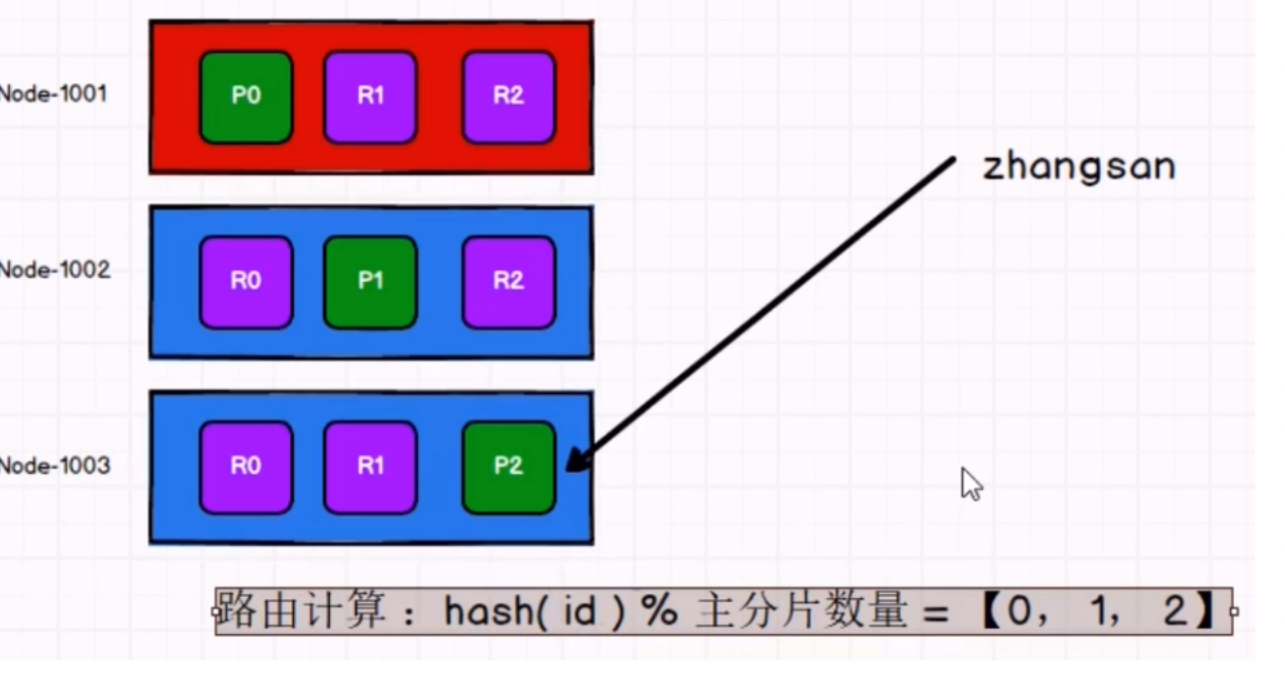 Node-1001
P0
R1
R2
zhangsan
Node-1002
R0
P1
R2
Node-1003
R0
R1
P2
路由计算：hash( id ) % 主分片数量 = 【0， 1， 2】